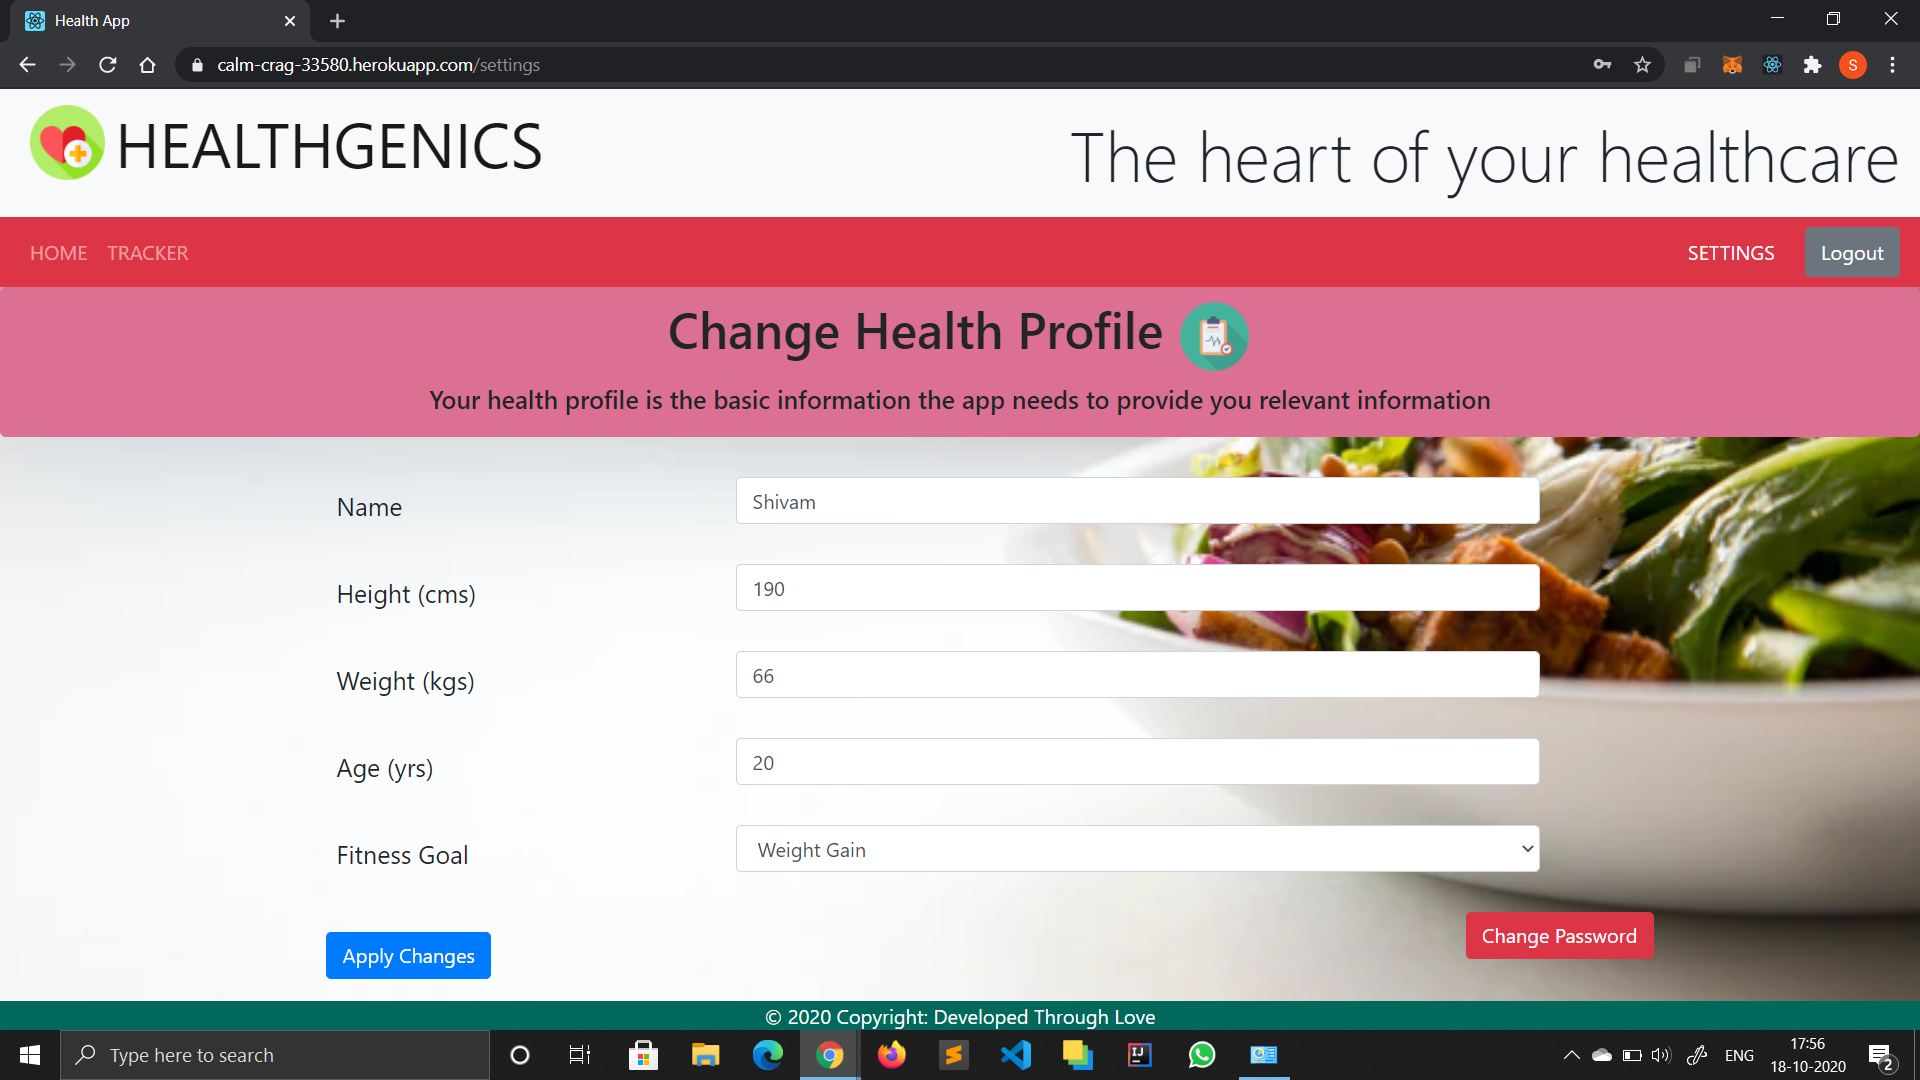 Health App
calm-crag-33580.herokuapp.com/settings
S
HEALTHGENICS
The heart of your healthcare
HOME TRACKER SETTINGS Logout
Change Health Profile
Your health profile is the basic information the app needs to provide you relevant information
Name Shivam
Height (cms) 190
Weight (kgs) 66
Age (yrs) 20
Fitness Goal Weight Gain
Change Password
Apply Changes
© 2020 Copyright: Developed Through Love
Type here to search
IJ
ENG
17:56
18-10-2020
2